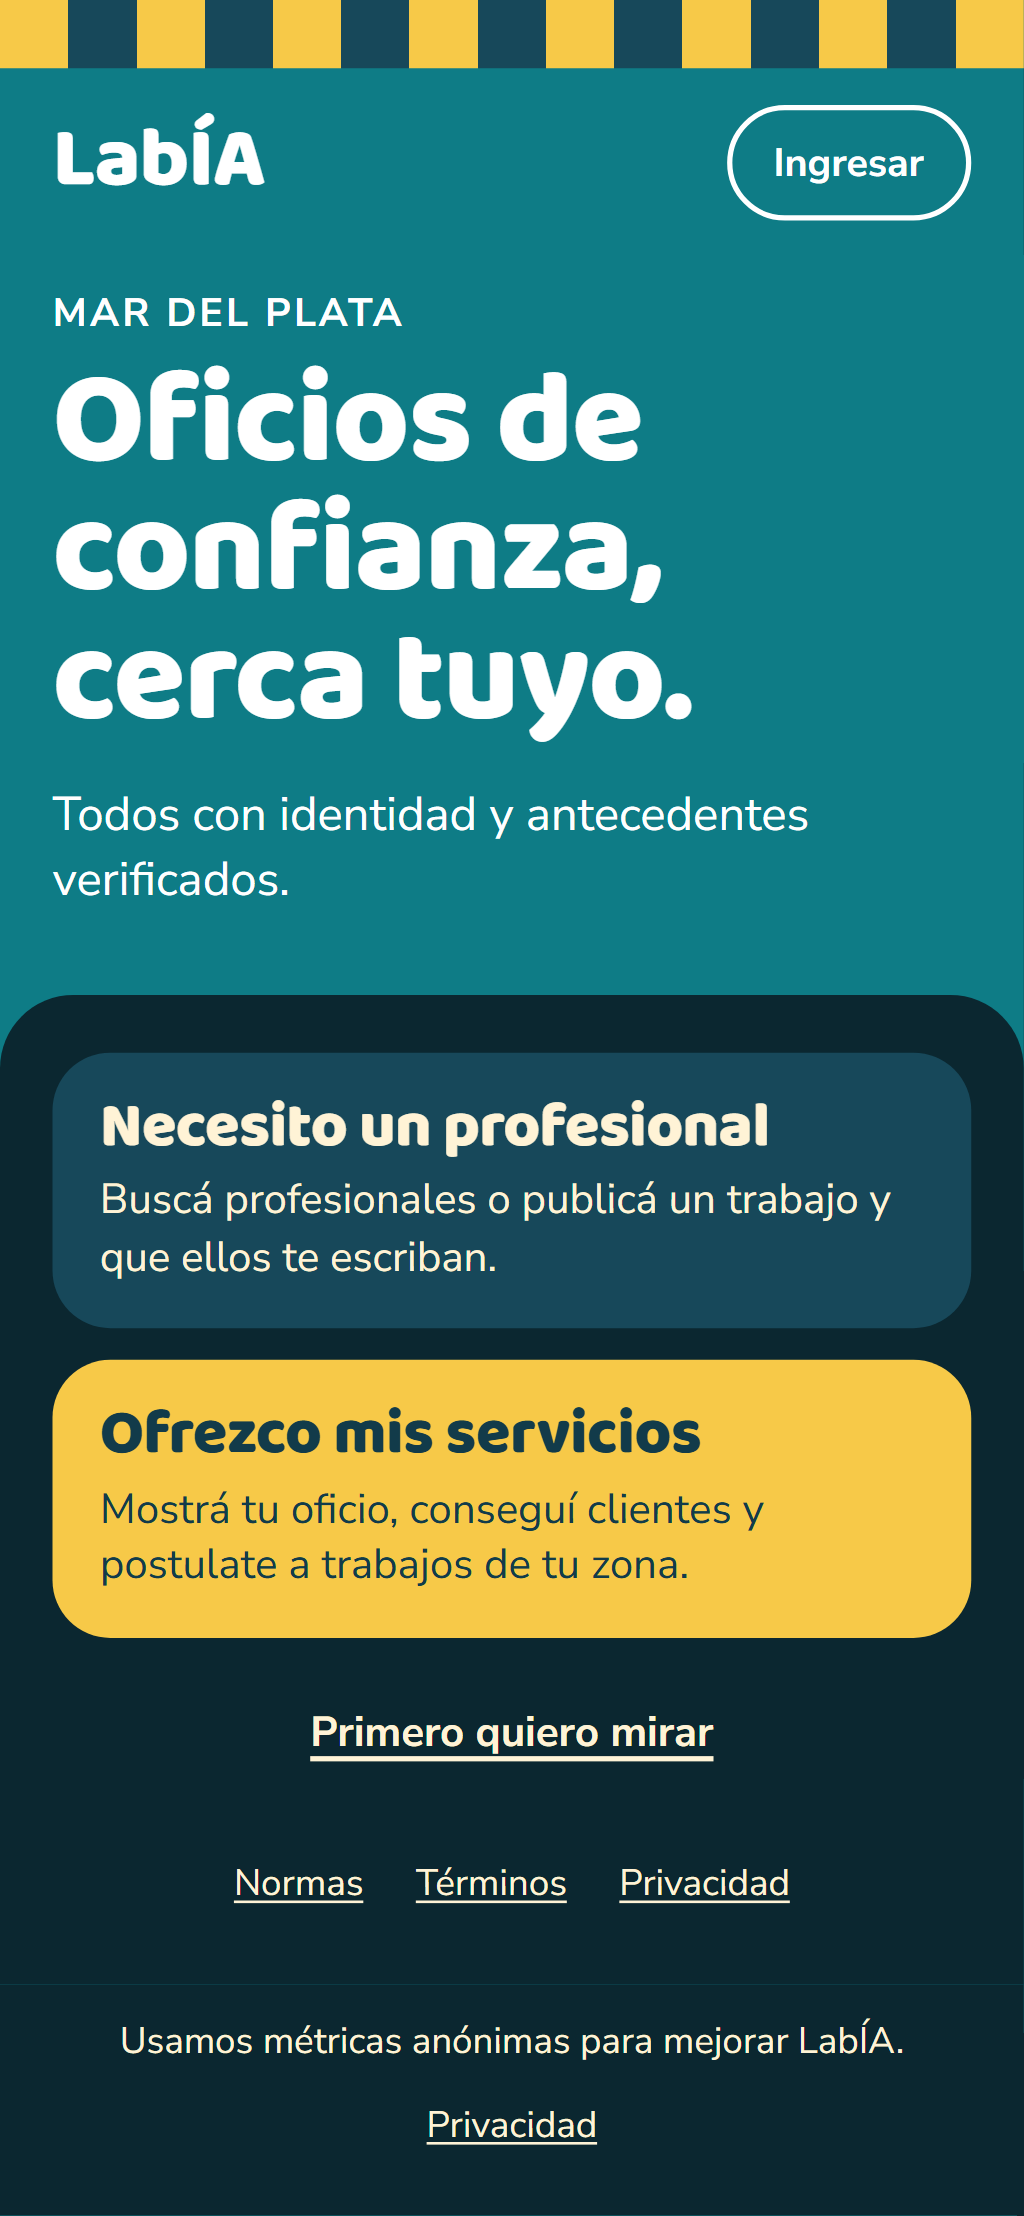 LabÍA
Ingresar
MAR DEL PLATA
Oficios de
confianza,
cerca tuyo.
Todos con identidad y antecedentes
verificados.
Necesito un profesional
Buscá profesionales o publicá un trabajo y
que ellos te escriban.
Ofrezco mis servicios
Mostrá tu oficio, conseguí clientes y
postulate a trabajos de tu zona.
Primero quiero mirar
Normas Términos Privacidad
Usamos métricas anónimas para mejorar LabÍA.
Privacidad